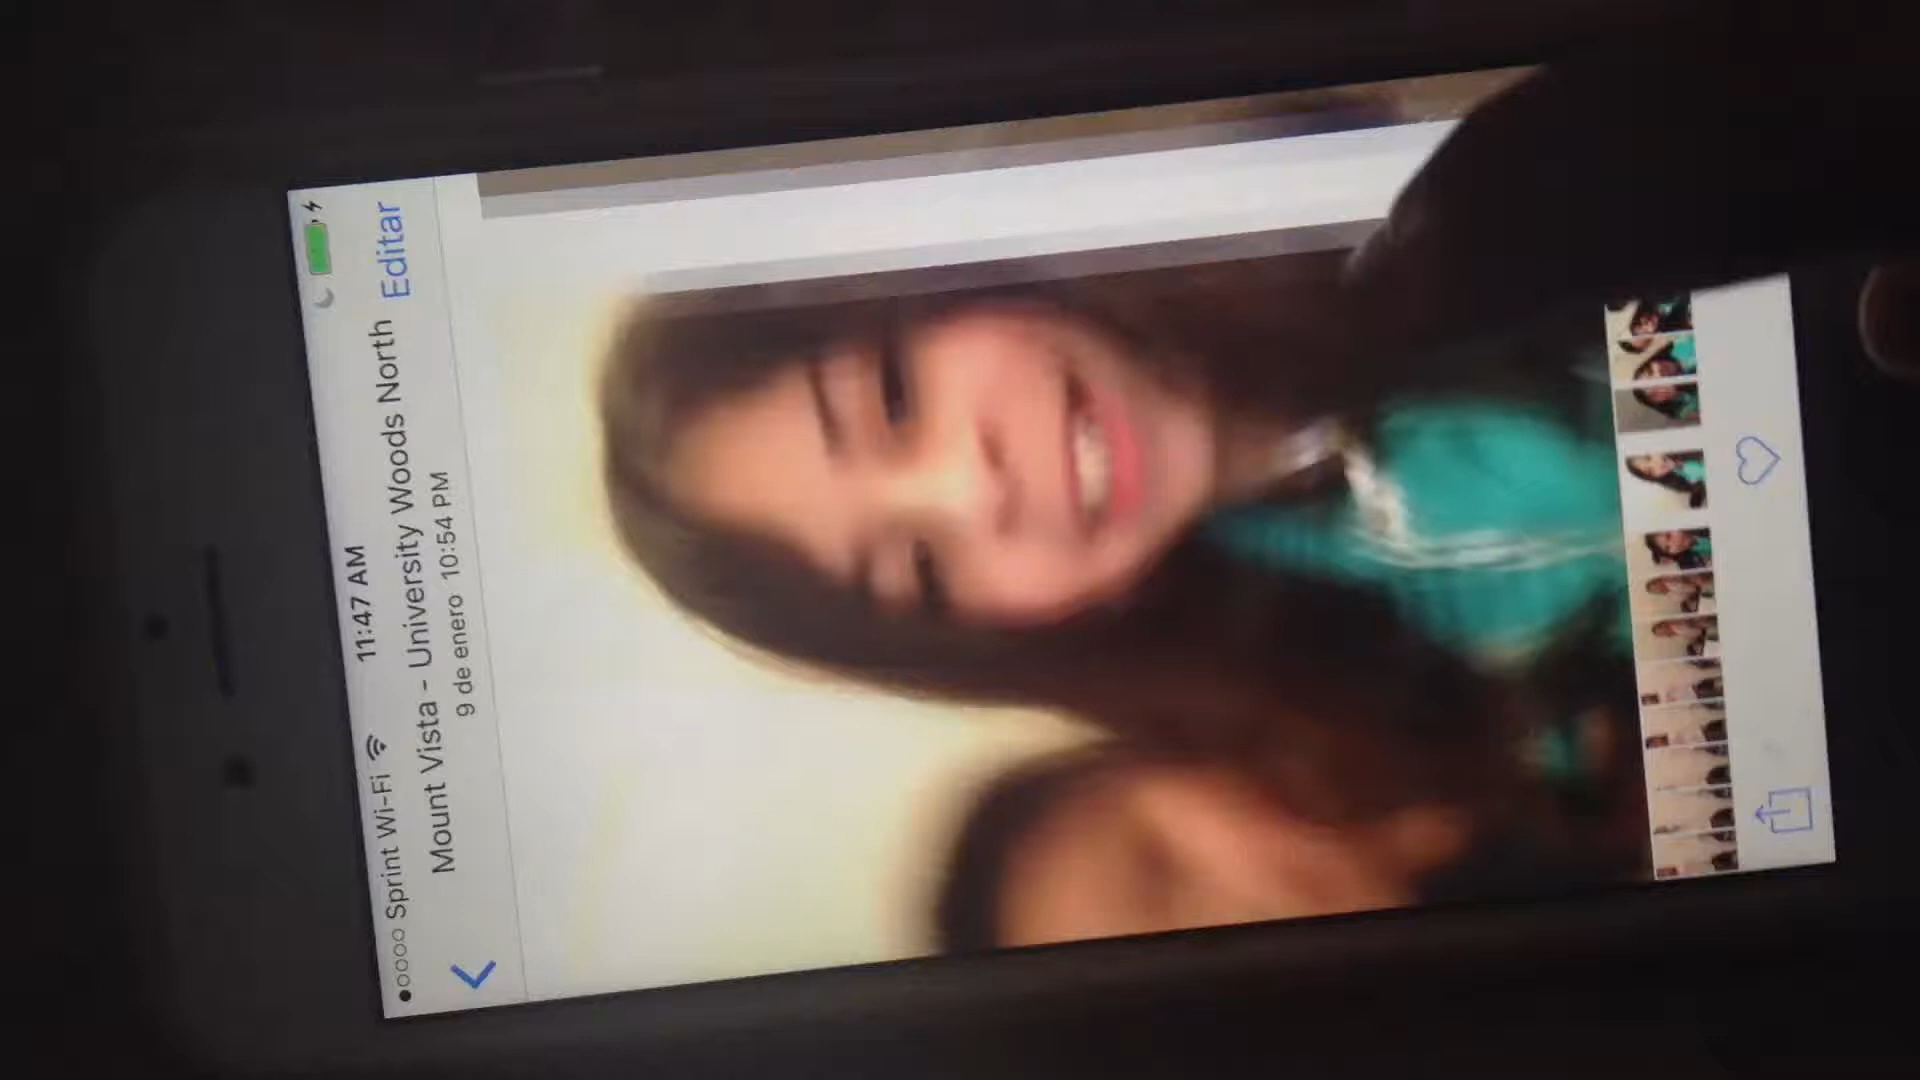 Sprint Wi-Fi 11:47 AM
Mount Vista - University Woods North
Editar
9 de enero 10:54 PM